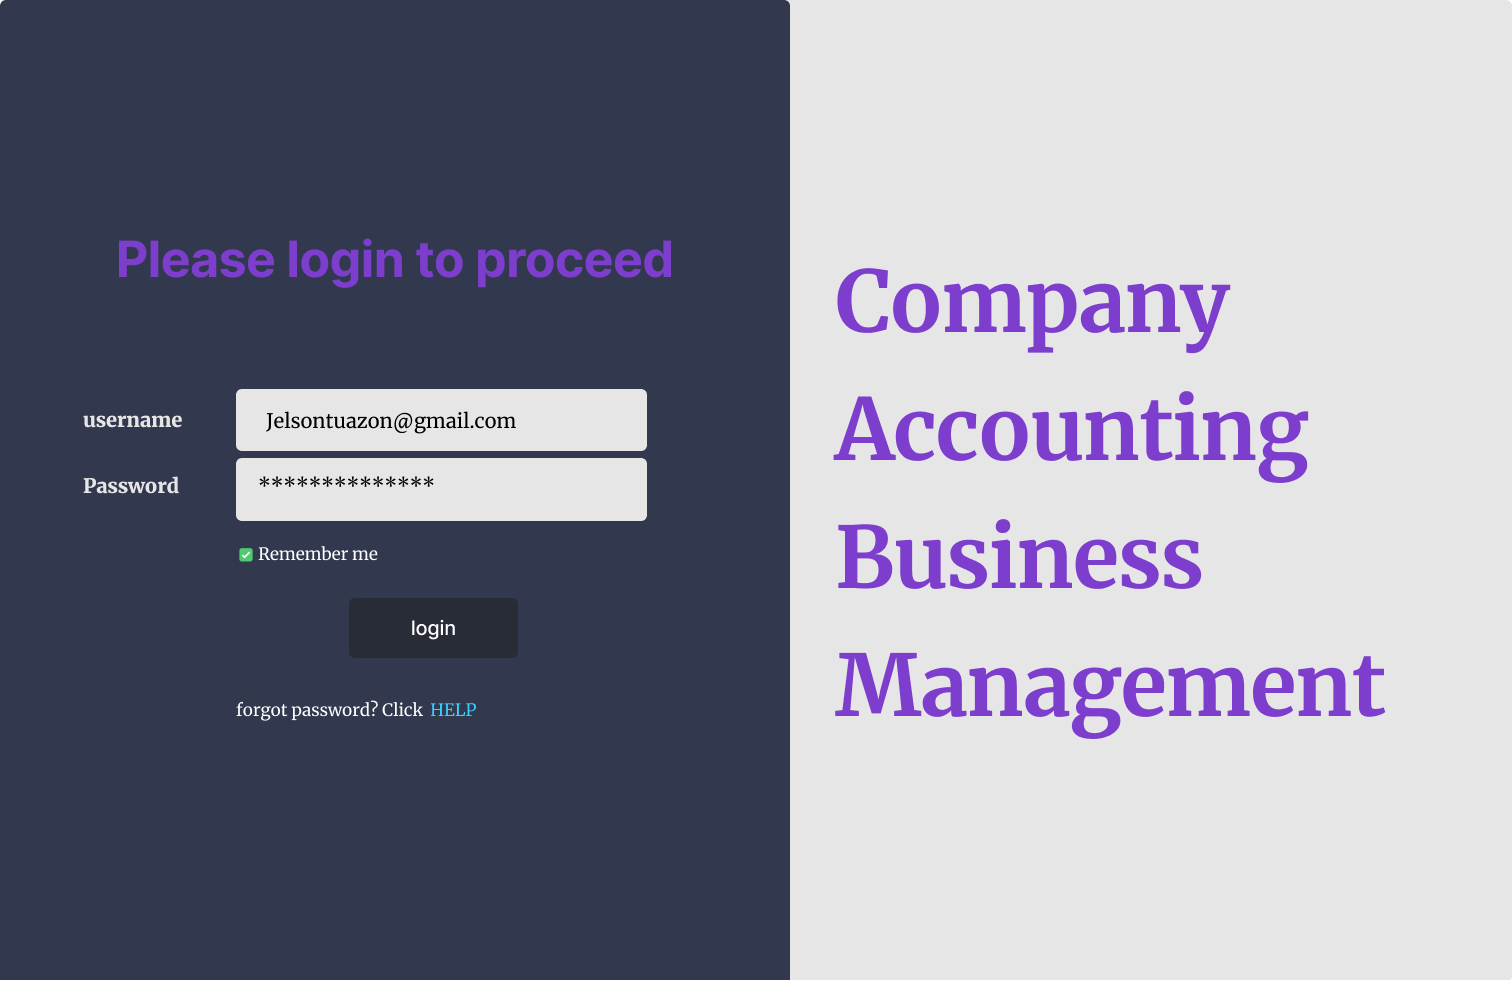 Please login to proceed
username
Jelsontuazon@gmail.com
Password
**************
Remember me
login
forgot password? Click HELP
Company
Accounting
Business
Management